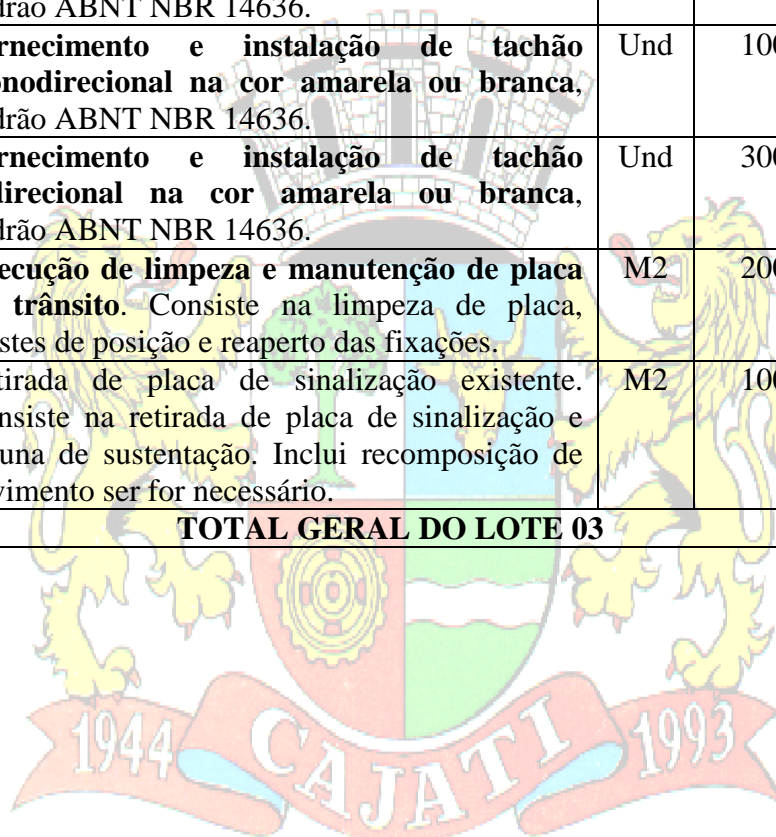 drão ABNT NBR 14636.
rnecimento e instalação de tachão Und 100
onodirecional na cor amarela ou branca,
drão ABNT NBR 14636.
rnecimento e instalação de tachão Und 300
direcional na cor amarela ou branca,
drão ABNT NBR 14636.
ecução de limpeza e manutenção de placa M2 200
trânsito. Consiste na limpeza de placa,
stes de posição e reaperto das fixações.
tirada de placa de sinalização existente. M2 100
nsiste na retirada de placa de sinalização e
una de sustentação. Inclui recomposição de
vimento ser for necessário.
TOTAL GERAL DO LOTE 03
1944 CAJATI 1993